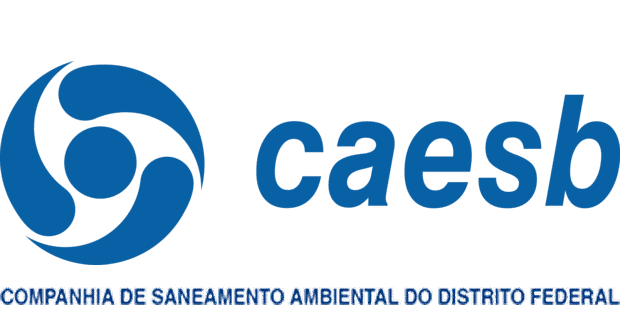 caesb
COMPANHIA DE SANEAMENTO AMBIENTAL DO DISTRITO FEDERAL